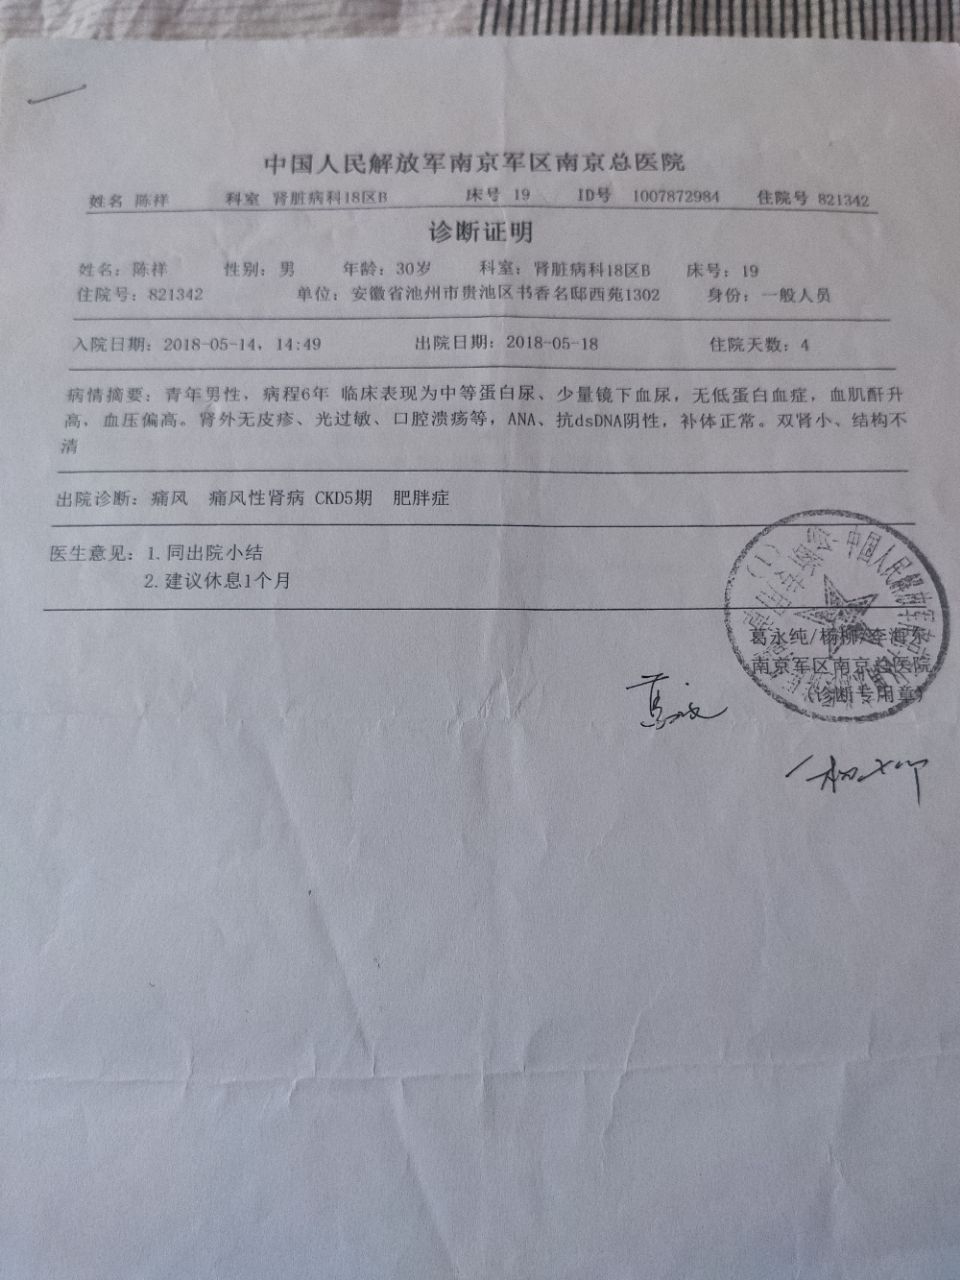 中国人民解放军南京军区南京总医院
姓名 陈祥 科室 肾脏病科18区B 床号 19 ID号 1007872984 住院号 821342
诊断证明
姓名：陈祥 性别：男 年龄：30岁 科室：肾脏病科18区B 床号：19
住院号：821342 单位：安徽省池州市贵池区书香名邸西苑1302 身份：一般人员
入院日期：2018-05-14，14:49 出院日期：2018-05-18 住院天数：4
病情摘要：青年男性，病程6年 临床表现为中等蛋白尿、少量镜下血尿，无低蛋白血症，血肌酐升
高，血压偏高。肾外无皮疹、光过敏、口腔溃疡等，ANA、抗dsDNA阴性，补体正常。双肾小、结构不
清
出院诊断：痛风 痛风性肾病 CKD5期 肥胖症
医生意见：1.同出院小结
2.建议休息1个月
葛永纯/杨柳/李海东
南京军区南京总医院
（诊断专用章）